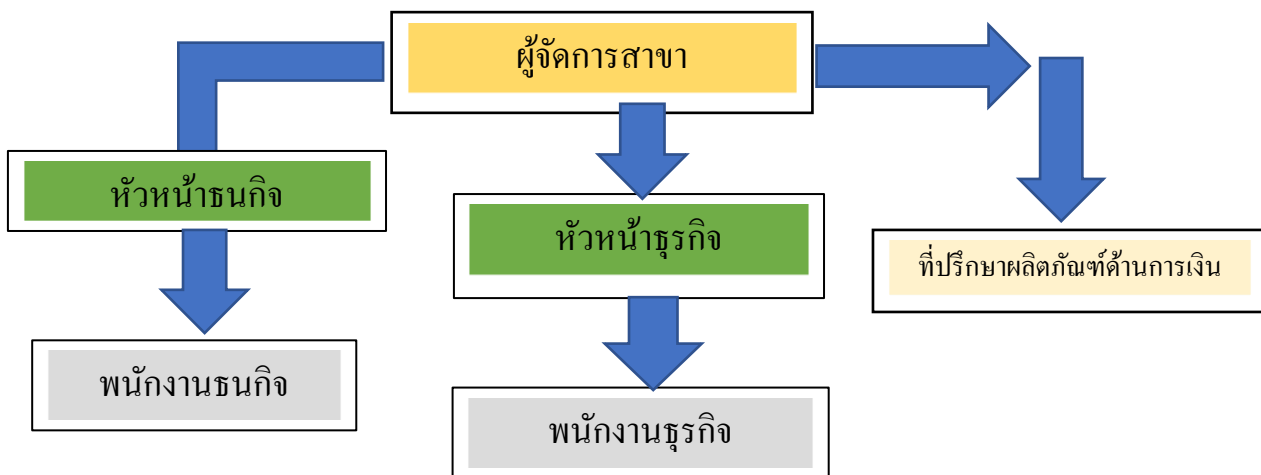 ผู้จัดการสาขา
หัวหน้าธนกิจ
หัวหน้าธุรกิจ
ที่ปรึกษาผลิตภัณฑ์ด้านการเงิน
พนักงานธนกิจ
พนักงานธุรกิจ